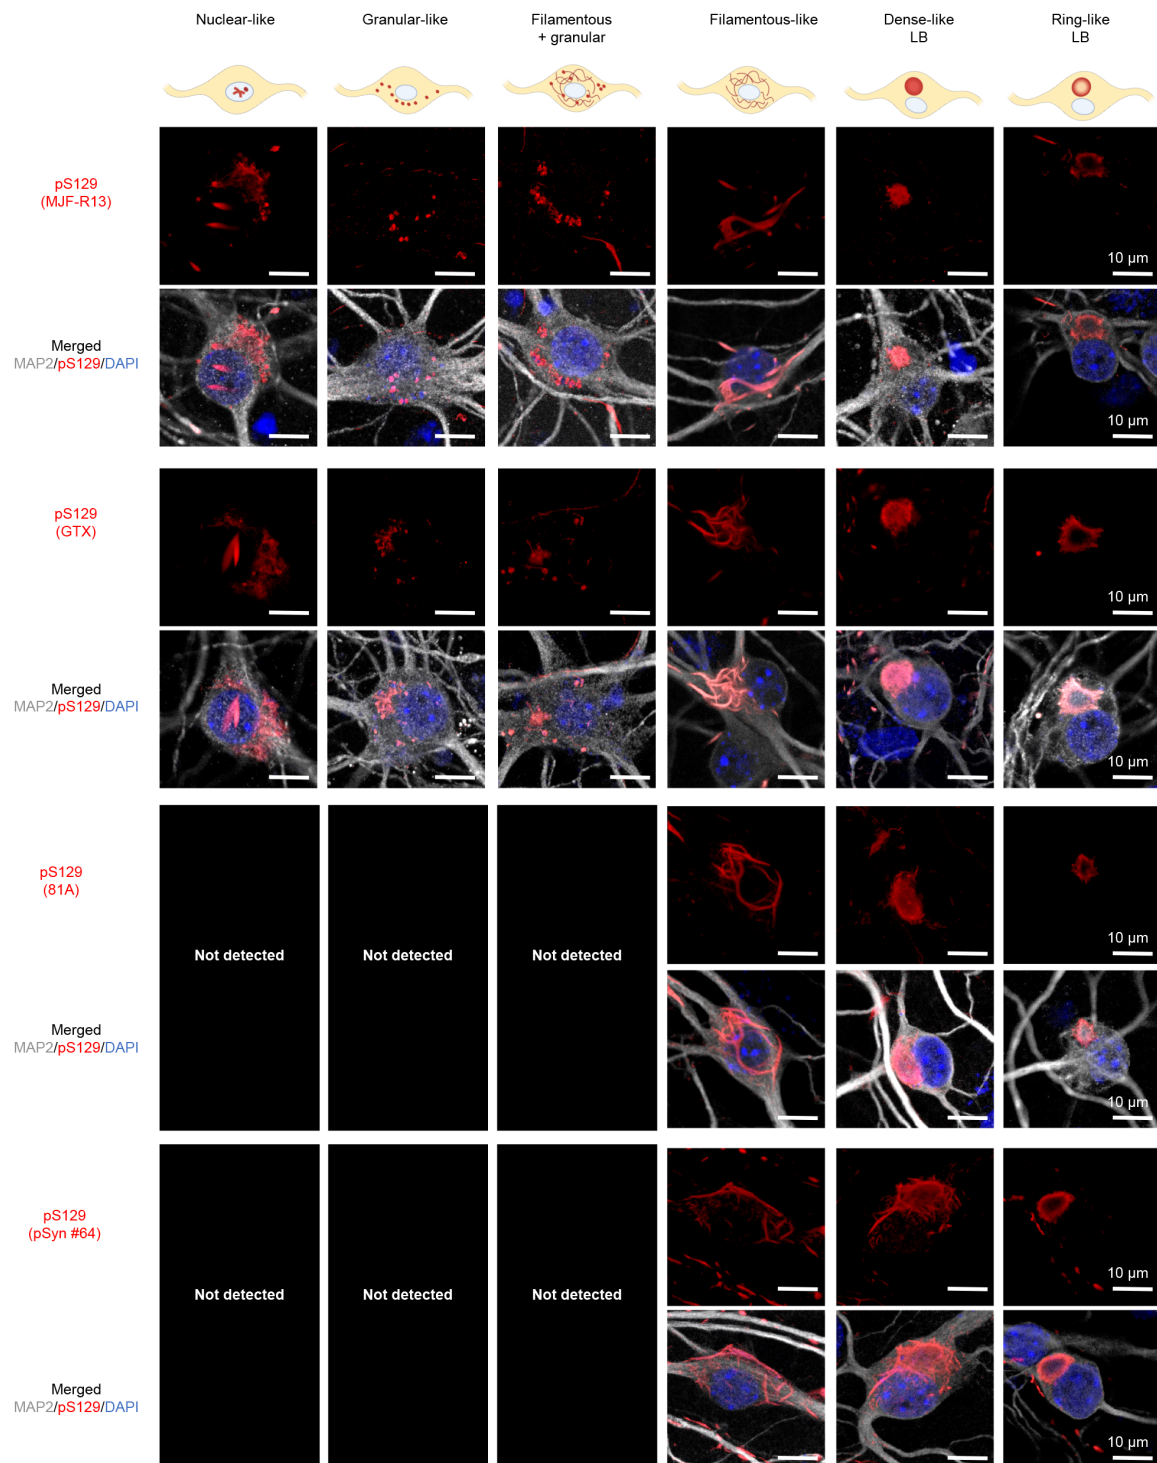 Nuclear-like
Granular-like
Filamentous
+ granular
Filamentous-like
Dense-like
LB
Ring-like
LB
pS129
(MJF-R13)
10 µm
Merged
MAP2/pS129/DAPI
10 µm
pS129
(GTX)
10 µm
Merged
MAP2/pS129/DAPI
10 µm
pS129
(81A)
10 µm
Not detected
Not detected
Not detected
Merged
MAP2/pS129/DAPI
10 µm
pS129
(pSyn #64)
10 µm
Not detected
Not detected
Not detected
Merged
MAP2/pS129/DAPI
10 µm